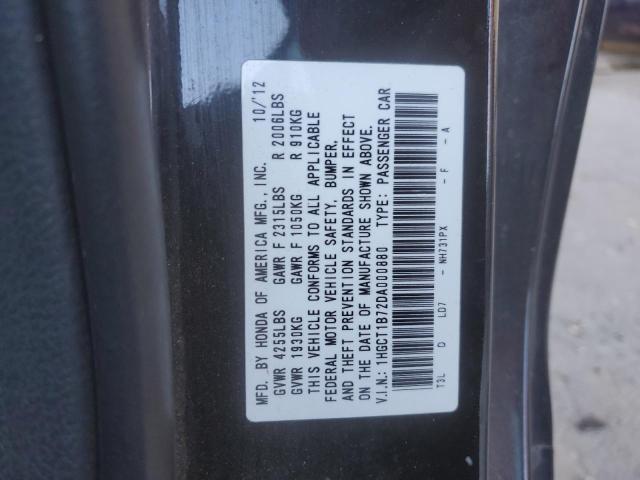 MFD. BY HONDA OF AMERICA MFG., INC. 10/12
GVWR 4255LBS GAWR F 2315LBS R 2006LBS
GVWR 1930KG GAWR F 1050KG R 910KG
THIS VEHICLE CONFORMS TO ALL APPLICABLE
FEDERAL MOTOR VEHICLE SAFETY, BUMPER,
AND THEFT PREVENTION STANDARDS IN EFFECT
ON THE DATE OF MANUFACTURE SHOWN ABOVE.
V.I.N.: 1HGCT1B72DA000880 TYPE: PASSENGER CAR
T3L D LD7 - NH731PX - F - A